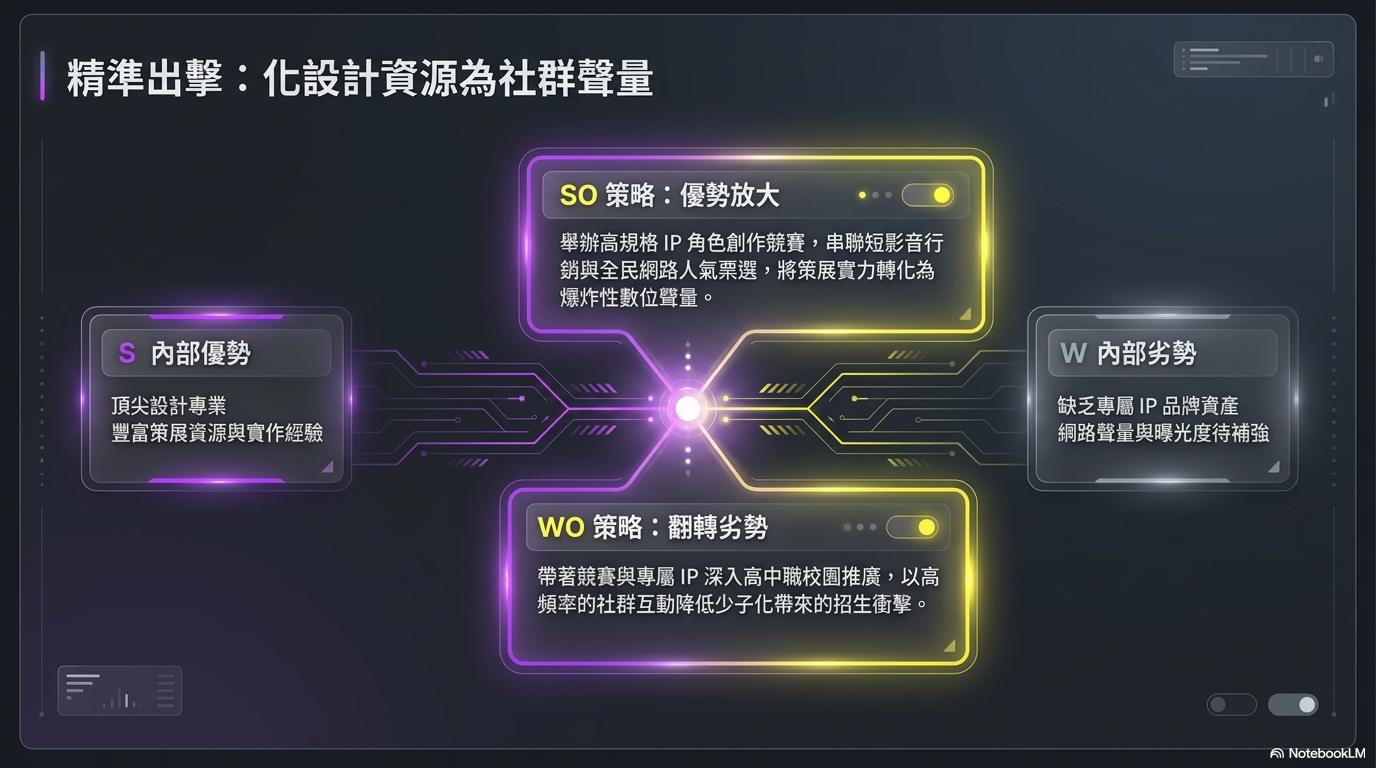 精準出擊：化設計資源為社群聲量
SO 策略：優勢放大
舉辦高規格 IP 角色創作競賽，串聯短影音行
銷與全民網路人氣票選，將策展實力轉化為
爆炸性數位聲量。
S 內部優勢
頂尖設計專業
豐富策展資源與實作經驗
W 內部劣勢
缺乏專屬 IP 品牌資產
網路聲量與曝光度待補強
WO 策略：翻轉劣勢
帶著競賽與專屬 IP 深入高中職校園推廣，以高
頻率的社群互動降低少子化帶來的招生衝擊。
NotebookLM